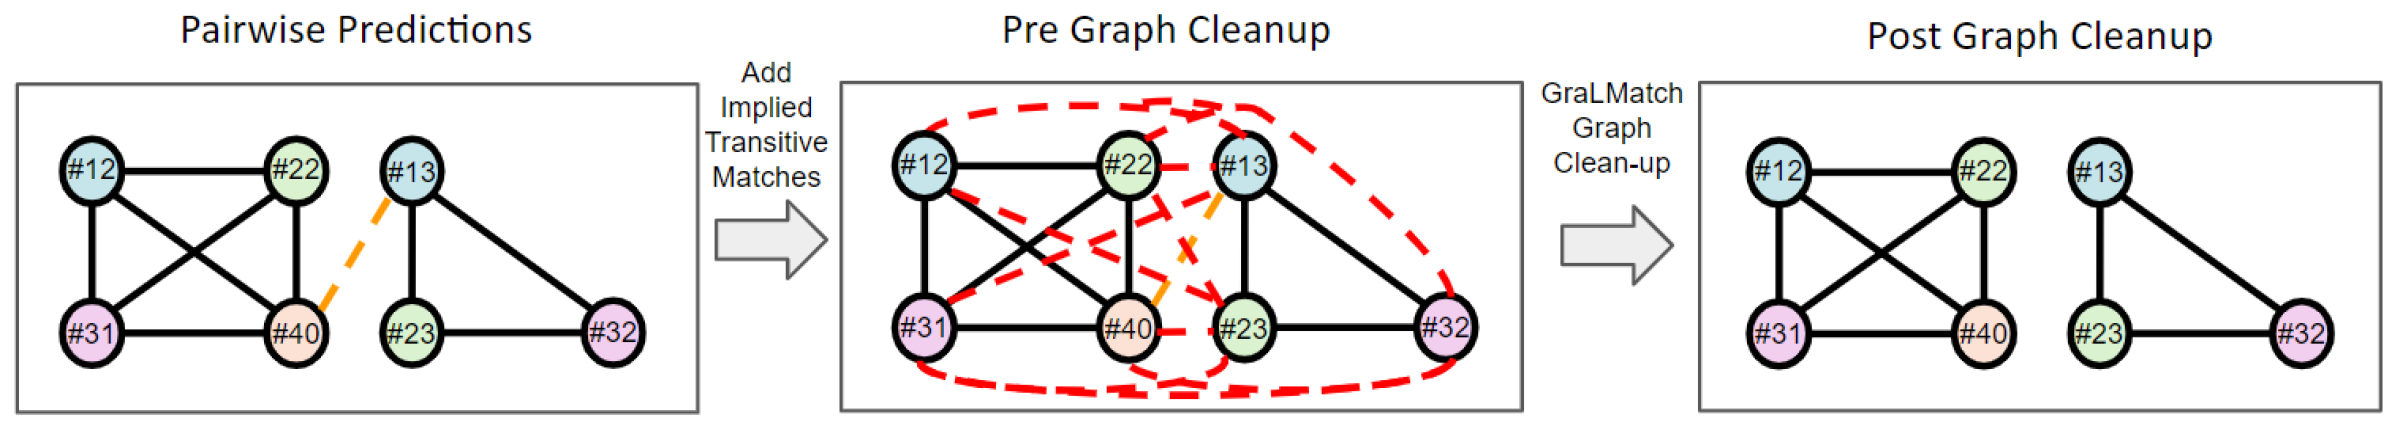 Pairwise Predictions
#12
#22
#13
#31
#40
#23
#32
Add
Implied
Transitive
Matches
Pre Graph Cleanup
#12
#22
#13
#31
#40
#23
#32
GraLMatch
Graph
Clean-up
Post Graph Cleanup
#12
#22
#13
#31
#40
#23
#32